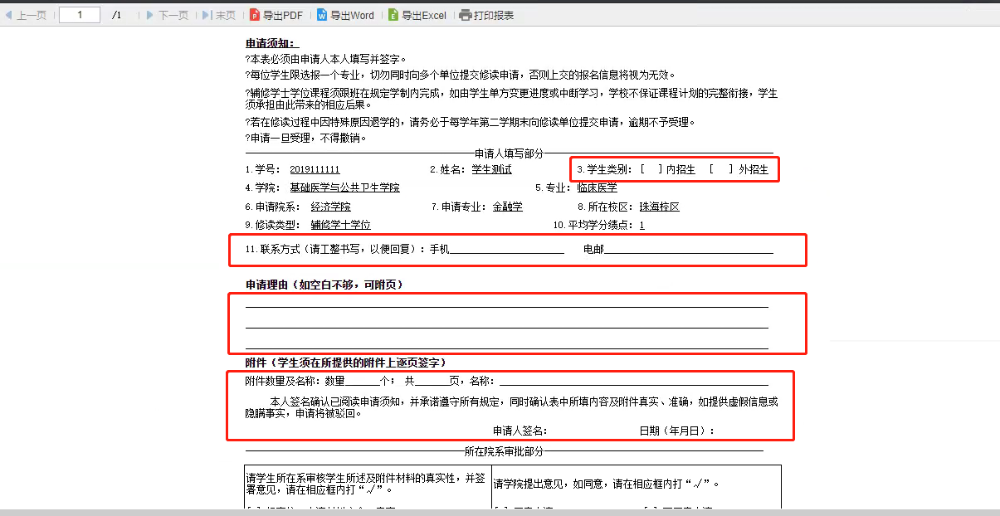 上一页 1 /1 下一页 末页 导出PDF 导出Word 导出Excel 打印报表
申请须知：
?本表必须由申请人本人填写并签字。
?每位学生限选报一个专业，切勿同时向多个单位提交修读申请，否则上交的报名信息将视为无效。
?辅修学士学位课程须跟班在规定学制内完成，如由学生单方变更进度或中断学习，学校不保证课程计划的完整衔接，学生
须承担由此带来的相应后果。
?若在修读过程中因特殊原因退学的，请务必于每学年第二学期末向修读单位提交申请，逾期不予受理。
?申请一旦受理，不得撤销。
申请人填写部分
1.学号： 2019111111 2.姓名：学生测试 3.学生类别：[ ]内招生 [ ]外招生
4.学院： 基础医学与公共卫生学院 5.专业：临床医学
6.申请院系： 经济学院 7.申请专业：金融学 8.所在校区：珠海校区
9.修读类型： 辅修学士学位 10.平均学分绩点：1
11.联系方式（请工整书写，以便回复）：手机 电邮
申请理由（如空白不够，可附页）
附件（学生须在所提供的附件上逐页签字）
附件数量及名称：数量______个； 共______页，名称：
本人签名确认已阅读申请须知，并承诺遵守所有规定，同时确认表中所填内容及附件真实、准确，如提供虚假信息或
隐瞒事实，申请将被驳回。
申请人签名： 日期（年月日）：
所在院系审批部分
请学生所在系审核学生所述及附件材料的真实性，并签
署意见，请在相应框内打“√”。
请学院提出意见，如同意，请在相应框内打“√”。